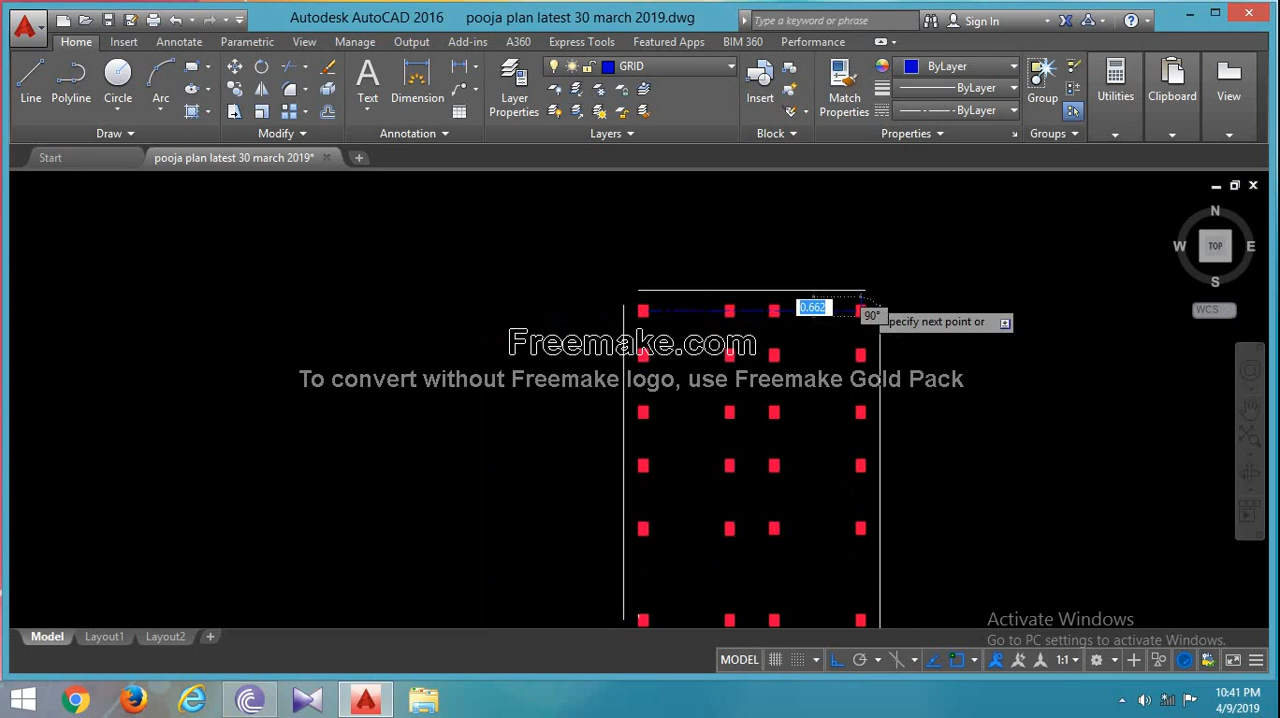 Autodesk AutoCAD 2016 pooja plan latest 30 march 2019.dwg
Type a keyword or phrase
Sign In
Home Insert Annotate Parametric View Manage Output Add-ins A360 Express Tools Featured Apps BIM 360 Performance
GRID
ByLayer
ByLayer
ByLayer
Line Polyline Circle Arc
Text Dimension
Layer Properties
Insert
Match Properties
Group
Utilities
Clipboard
View
Draw Modify Annotation Layers Block Properties Groups
Start
pooja plan latest 30 march 2019*
N
W TOP E
S
WCS
0.662
90°
pecify next point or
Freemake.com
To convert without Freemake logo, use Freemake Gold Pack
Activate Windows
Go to PC settings to activate Windows.
Model Layout1 Layout2
MODEL
1:1
10:41 PM
4/9/2019